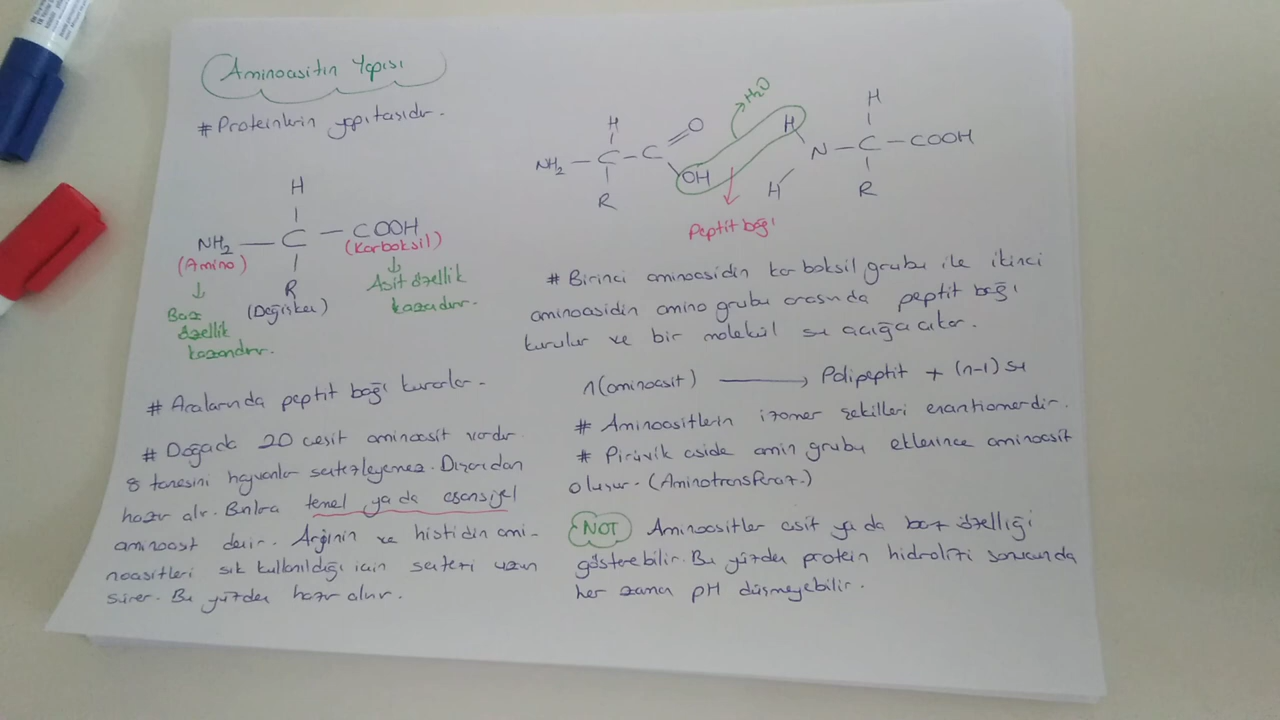 Aminoasitin Yapısı
# Proteinlerin yapıtaşıdır.
H
NH₂ — C — COOH
(Amino) (Karboksil)
R
(Değişken)
Baz özellik kazandırır.
Asit özellik kazandırır.
# Aralarında peptit bağı kurarlar.
# Doğada 20 çeşit aminoasit vardır.
8 tanesini hayvanlar sentezleyemez. Dışarıdan
hazır alır. Bunlara temel ya da esansiyel
aminoasit denir. Arginin ve histidin ami-
noasitleri sık kullanıldığı için sentezi uzun
sürer. Bu yüzden hazır alınır.
H₂O
H O H H
NH₂ — C — C OH N — C — COOH
R H R
Peptit bağı
# Birinci aminoasidin karboksil grubu ile ikinci
aminoasidin amino grubu arasında peptit bağı
kurulur ve bir molekül su açığa çıkar.
n(aminoasit) ⟶ Polipeptit + (n-1) su
# Aminoasitlerin izomer şekilleri enantiomerdir.
# Pirüvik aside amin grubu eklenince aminoasit
oluşur. (Aminotransferaz.)
NOT Aminoasitler asit ya da baz özelliği
gösterebilir. Bu yüzden protein hidrolizi sonucunda
her zaman pH düşmeyebilir.